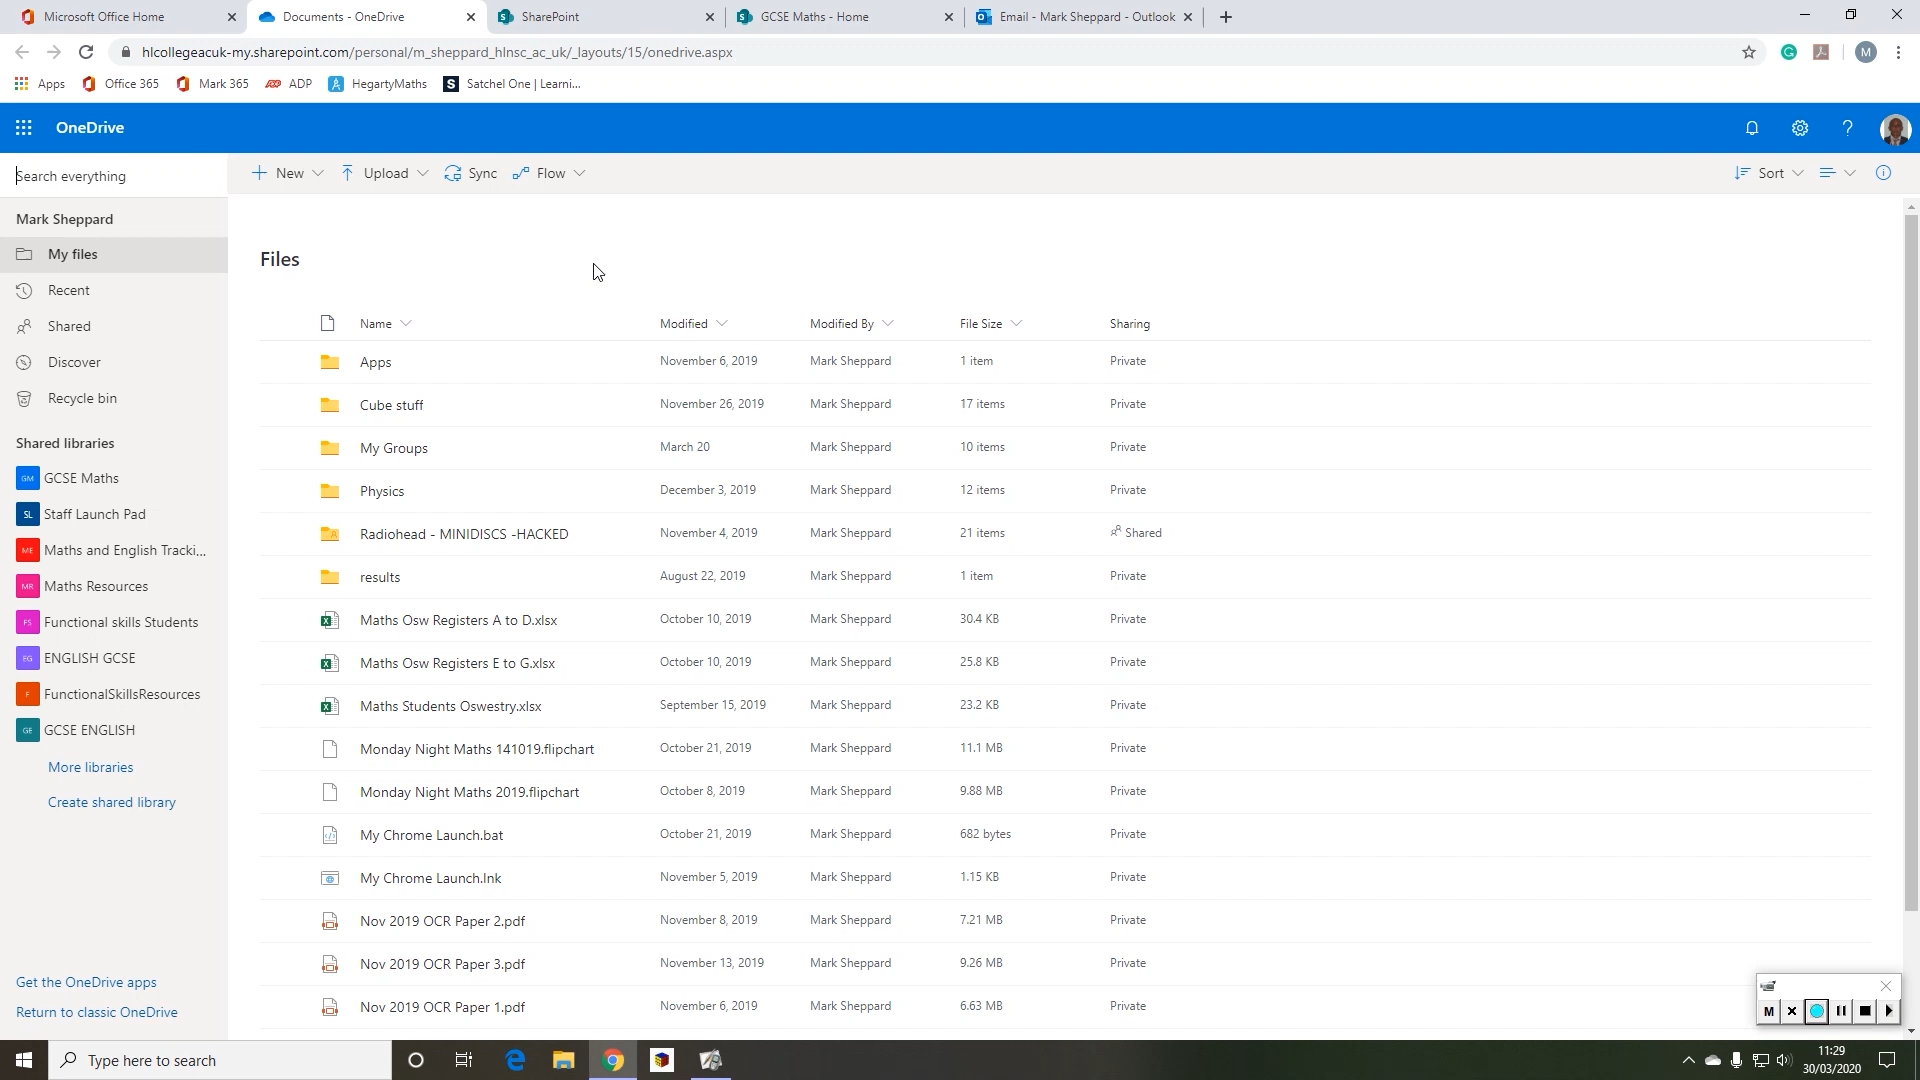 Microsoft Office Home
Documents - OneDrive
SharePoint
GCSE Maths - Home
Email - Mark Sheppard - Outlook
hlcollegeacuk-my.sharepoint.com/personal/m_sheppard_hlnsc_ac_uk/_layouts/15/onedrive.aspx
M
Apps
Office 365
Mark 365
ADP
HegartyMaths
S
Satchel One | Learni...
OneDrive
Search everything
New
Upload
Sync
Flow
Sort
Mark Sheppard
My files
Recent
Shared
Discover
Recycle bin
Shared libraries
GM GCSE Maths
SL Staff Launch Pad
ME Maths and English Tracki...
MR Maths Resources
FS Functional skills Students
EG ENGLISH GCSE
F FunctionalSkillsResources
GE GCSE ENGLISH
More libraries
Create shared library
Get the OneDrive apps
Return to classic OneDrive
Files
Name Modified Modified By File Size Sharing
Apps November 6, 2019 Mark Sheppard 1 item Private
Cube stuff November 26, 2019 Mark Sheppard 17 items Private
My Groups March 20 Mark Sheppard 10 items Private
Physics December 3, 2019 Mark Sheppard 12 items Private
Radiohead - MINIDISCS -HACKED November 4, 2019 Mark Sheppard 21 items Shared
results August 22, 2019 Mark Sheppard 1 item Private
Maths Osw Registers A to D.xlsx October 10, 2019 Mark Sheppard 30.4 KB Private
Maths Osw Registers E to G.xlsx October 10, 2019 Mark Sheppard 25.8 KB Private
Maths Students Oswestry.xlsx September 15, 2019 Mark Sheppard 23.2 KB Private
Monday Night Maths 141019.flipchart October 21, 2019 Mark Sheppard 11.1 MB Private
Monday Night Maths 2019.flipchart October 8, 2019 Mark Sheppard 9.88 MB Private
My Chrome Launch.bat October 21, 2019 Mark Sheppard 682 bytes Private
My Chrome Launch.lnk November 5, 2019 Mark Sheppard 1.15 KB Private
Nov 2019 OCR Paper 2.pdf November 8, 2019 Mark Sheppard 7.21 MB Private
Nov 2019 OCR Paper 3.pdf November 13, 2019 Mark Sheppard 9.26 MB Private
Nov 2019 OCR Paper 1.pdf November 6, 2019 Mark Sheppard 6.63 MB Private
M
Type here to search
11:29
30/03/2020